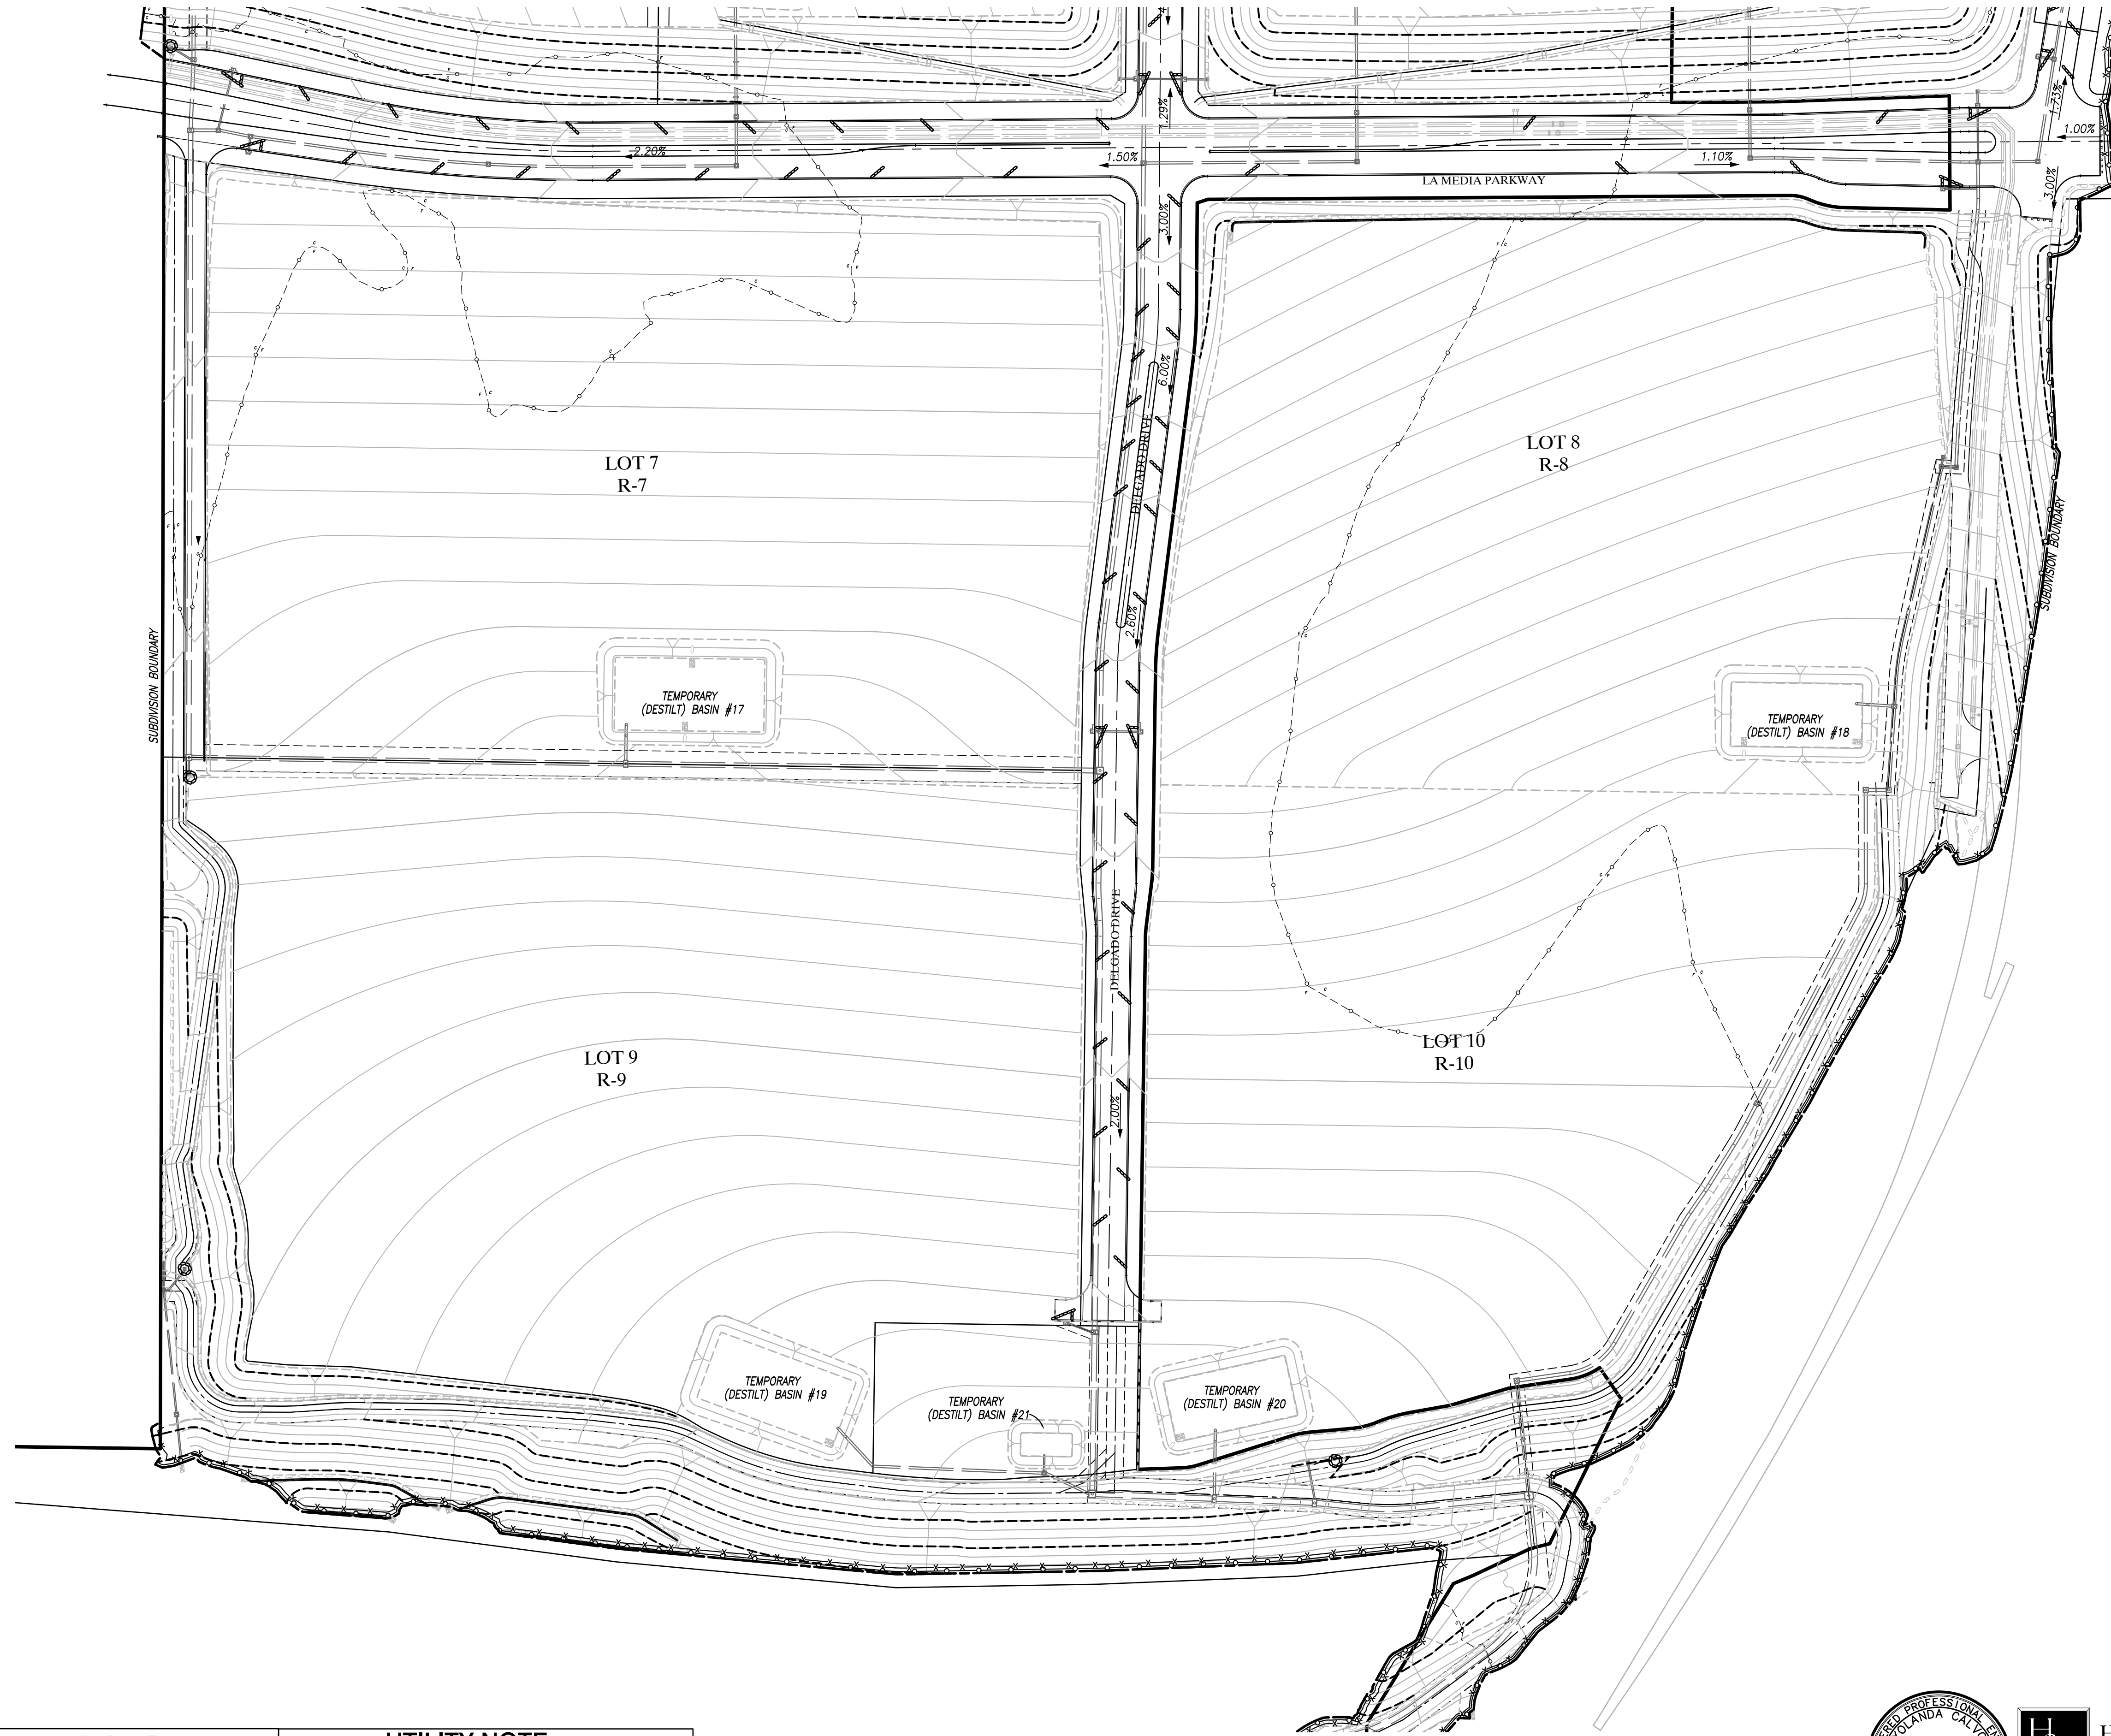 1.29%
1.73%
1.00%
2.20%
1.50%
1.10%
LA MEDIA PARKWAY
3.00%
3.00%
6.00%
DELGADO DRIVE
LOT 7
R-7
LOT 8
R-8
SUBDIVISION BOUNDARY
2.60%
SUBDIVISION BOUNDARY
TEMPORARY
(DESTILT) BASIN #17
TEMPORARY
(DESTILT) BASIN #18
DELGADO DRIVE
LOT 9
R-9
LOT 10
R-10
2.00%
TEMPORARY
(DESTILT) BASIN #19
TEMPORARY
(DESTILT) BASIN #21
TEMPORARY
(DESTILT) BASIN #20
UTILITY NOTE
PROFESSIONAL
YOLANDA CALVO
H